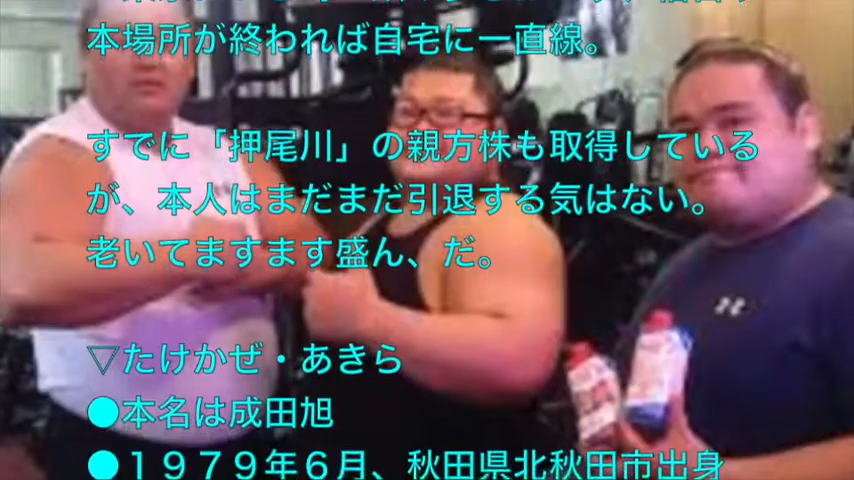 本場所が終われば自宅に一直線。
すでに「押尾川」の親方株も取得している
が、本人はまだまだ引退する気はない。
老いてますます盛ん、だ。
▽たけかぜ・あきら
●本名は成田旭
●１９７９年６月、秋田県北秋田市出身